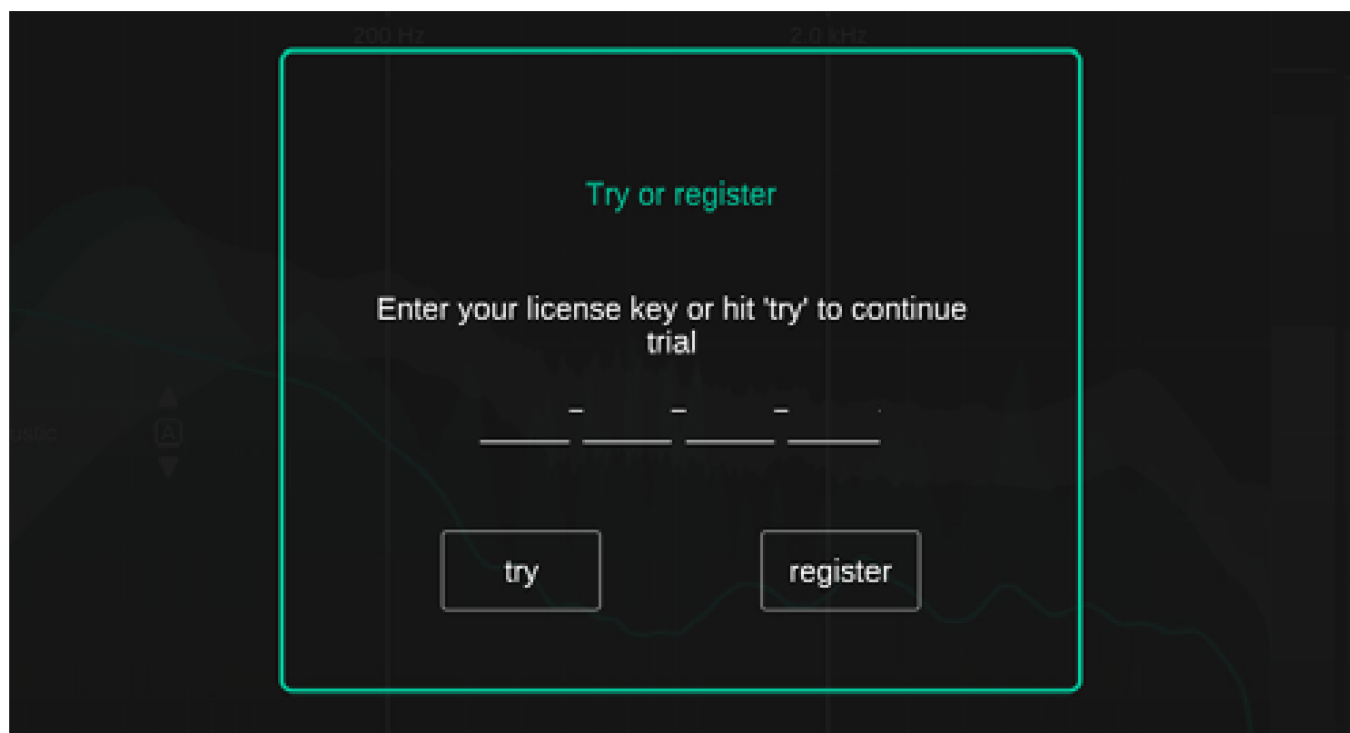 200 Hz 2.0 kHz
Try or register
Enter your license key or hit 'try' to continue
trial
– – –
A
try register